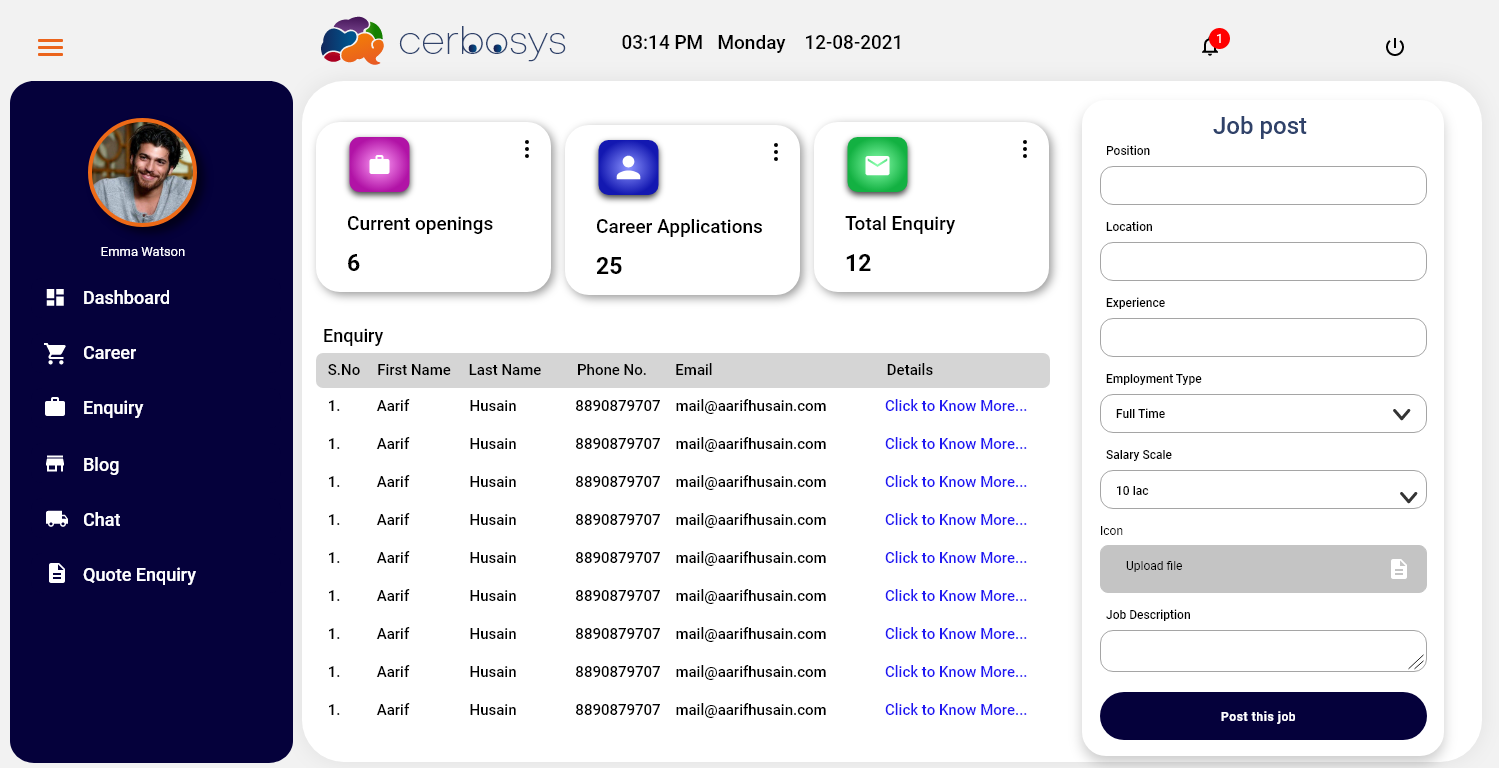 cerbosys
03:14 PM Monday 12-08-2021
1
Emma Watson
Dashboard
Career
Enquiry
Blog
Chat
Quote Enquiry
Current openings
6
Career Applications
25
Total Enquiry
12
Enquiry
S.No First Name Last Name Phone No. Email Details
1. Aarif Husain 8890879707 mail@aarifhusain.com Click to Know More...
1. Aarif Husain 8890879707 mail@aarifhusain.com Click to Know More...
1. Aarif Husain 8890879707 mail@aarifhusain.com Click to Know More...
1. Aarif Husain 8890879707 mail@aarifhusain.com Click to Know More...
1. Aarif Husain 8890879707 mail@aarifhusain.com Click to Know More...
1. Aarif Husain 8890879707 mail@aarifhusain.com Click to Know More...
1. Aarif Husain 8890879707 mail@aarifhusain.com Click to Know More...
1. Aarif Husain 8890879707 mail@aarifhusain.com Click to Know More...
1. Aarif Husain 8890879707 mail@aarifhusain.com Click to Know More...
Job post
Position
Location
Experience
Employment Type
Full Time
Salary Scale
10 lac
Icon
Upload file
Job Description
Post this job